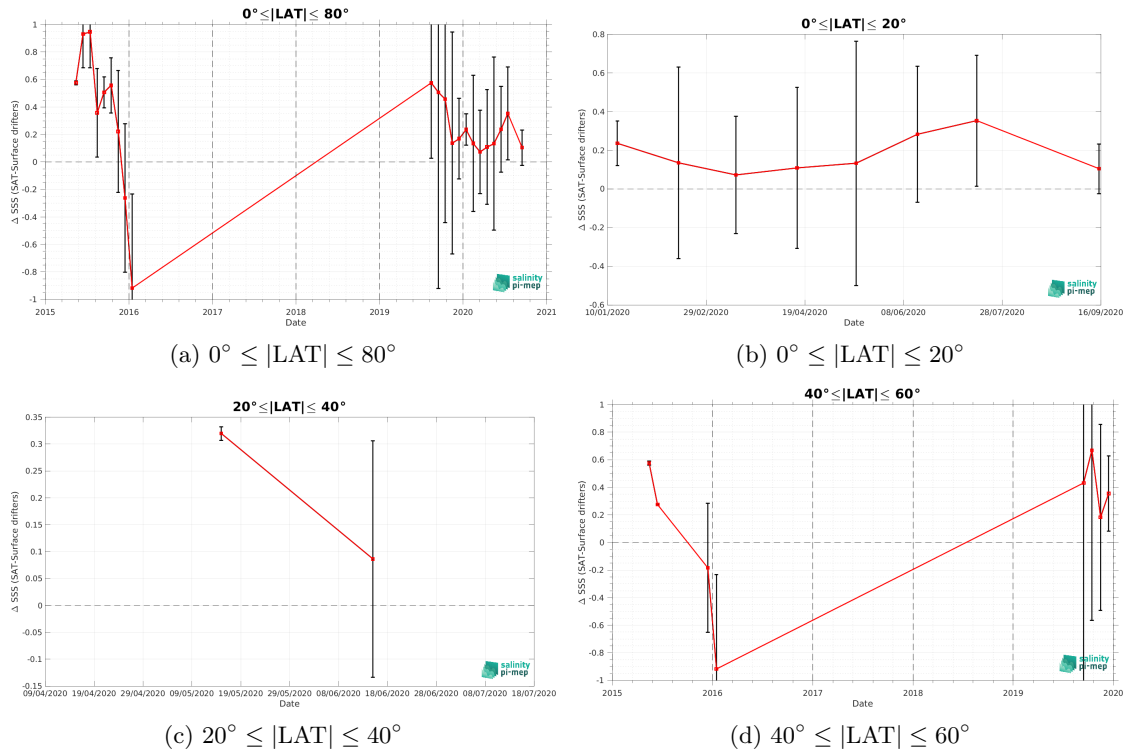 0°≤|LAT|≤ 80°
Δ SSS (SAT-Surface drifters)
1
0.8
0.6
0.4
0.2
0
-0.2
-0.4
-0.6
-0.8
-1
2015 2016 2017 2018 2019 2020 2021
Date
salinity
pi-mep
(a) 0° ≤ |LAT| ≤ 80°
0°≤|LAT|≤ 20°
Δ SSS (SAT-Surface drifters)
0.8
0.6
0.4
0.2
0
-0.2
-0.4
-0.6
10/01/2020 29/02/2020 19/04/2020 08/06/2020 28/07/2020 16/09/2020
Date
salinity
pi-mep
(b) 0° ≤ |LAT| ≤ 20°
20°≤|LAT|≤ 40°
Δ SSS (SAT-Surface drifters)
0.35
0.3
0.25
0.2
0.15
0.1
0.05
0
-0.05
-0.1
0.15
09/04/2020 19/04/2020 29/04/2020 09/05/2020 19/05/2020 29/05/2020 08/06/2020 18/06/2020 28/06/2020 08/07/2020 18/07/2020
Date
salinity
pi-mep
(c) 20° ≤ |LAT| ≤ 40°
40°≤|LAT|≤ 60°
Δ SSS (SAT-Surface drifters)
1
0.8
0.6
0.4
0.2
0
-0.2
-0.4
-0.6
-0.8
-1
2015 2016 2017 2018 2019 2020
Date
salinity
pi-mep
(d) 40° ≤ |LAT| ≤ 60°